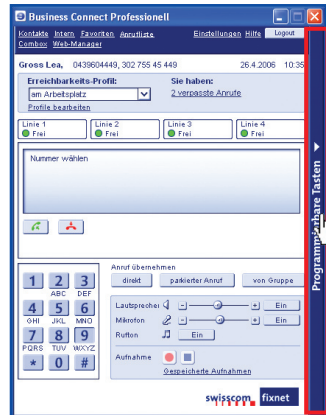 Business Connect Professionell
Kontakte Intern Favoriten Anrufliste Einstellungen Hilfe Logout
Combox Web-Manager
Gross Lea, 0439604449, 302 755 45 449 26.4.2006 10:35
Erreichbarkeits-Profil: Sie haben:
am Arbeitsplatz 2 verpasste Anrufe
Profile bearbeiten
Linie 1 Linie 2 Linie 3 Linie 4
Frei Frei Frei Frei
Nummer wählen
Anruf übernehmen
direkt parkierter Anruf von Gruppe
1 2 3
ABC DEF
4 5 6
GHI JKL MNO
7 8 9
PQRS TUV WXYZ
* 0 #
Lautsprecher - + Ein
Mikrofon - + Ein
Rufton Ein
Aufnahme
Gespeicherte Aufnahmen
swisscom fixnet
Programmierbare Tasten